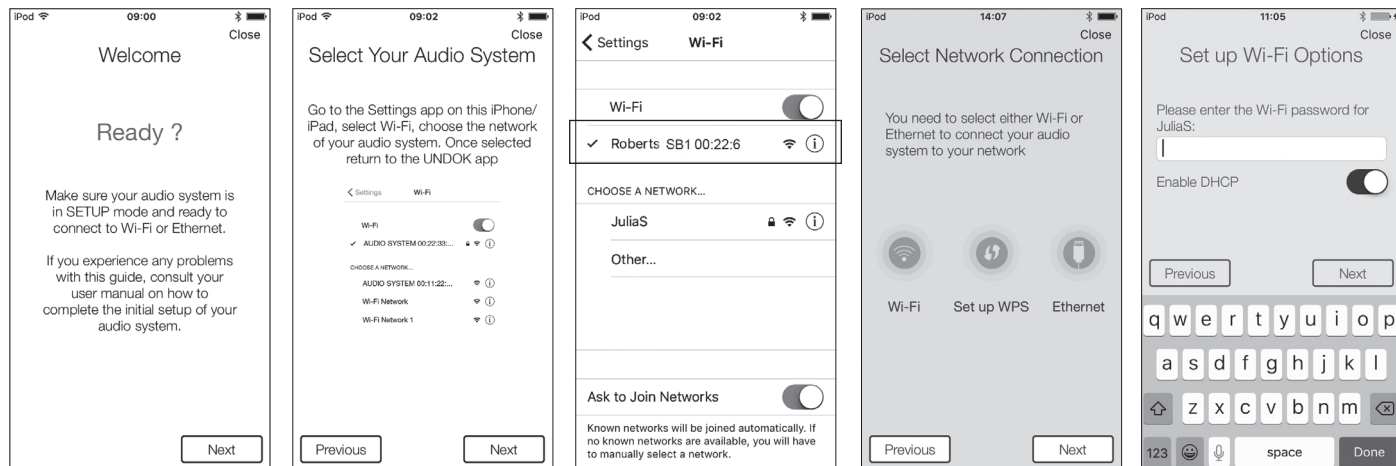 iPod 09:00
Close
Welcome
Ready ?
Make sure your audio system is
in SETUP mode and ready to
connect to Wi-Fi or Ethernet.
If you experience any problems
with this guide, consult your
user manual on how to
complete the initial setup of your
audio system.
Next
iPod 09:02
Close
Select Your Audio System
Go to the Settings app on this iPhone/
iPad, select Wi-Fi, choose the network
of your audio system. Once selected
return to the UNDOK app
Settings Wi-Fi
Wi-Fi
AUDIO SYSTEM 00:22:33:...
CHOOSE A NETWORK...
AUDIO SYSTEM 00:11:22:...
Wi-Fi Network
Wi-Fi Network 1
Previous Next
iPod 09:02
Settings Wi-Fi
Wi-Fi
Roberts SB1 00:22:6
CHOOSE A NETWORK...
JuliaS
Other...
Ask to Join Networks
Known networks will be joined automatically. If
no known networks are available, you will have
to manually select a network.
iPod 14:07
Close
Select Network Connection
You need to select either Wi-Fi or
Ethernet to connect your audio
system to your network
Wi-Fi Set up WPS Ethernet
Previous Next
iPod 11:05
Close
Set up Wi-Fi Options
Please enter the Wi-Fi password for
JuliaS:
Enable DHCP
Previous Next
q w e r t y u i o p
a s d f g h j k l
z x c v b n m
123 space Done